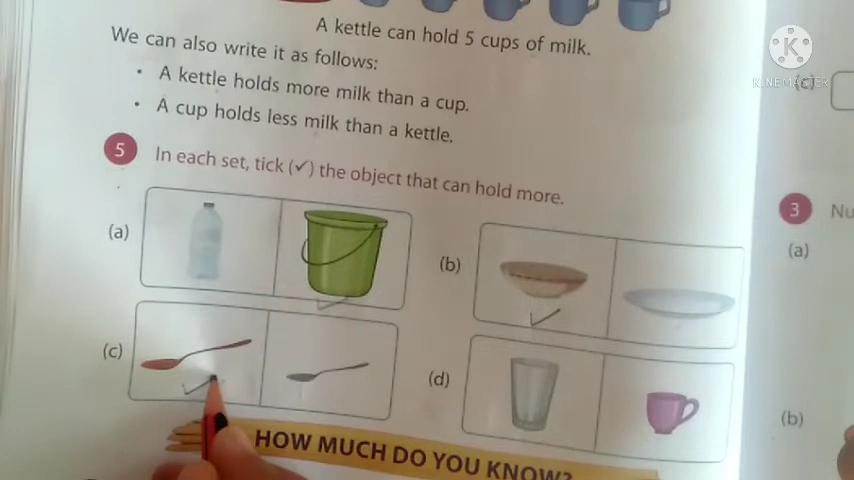 A kettle can hold 5 cups of milk.
We can also write it as follows:
• A kettle holds more milk than a cup.
• A cup holds less milk than a kettle.
5 In each set, tick (✓) the object that can hold more.
(a)
(b)
(c)
(d)
HOW MUCH DO YOU KNOW?
K
KINEMASTER
(c)
3 Nu
(a)
(b)